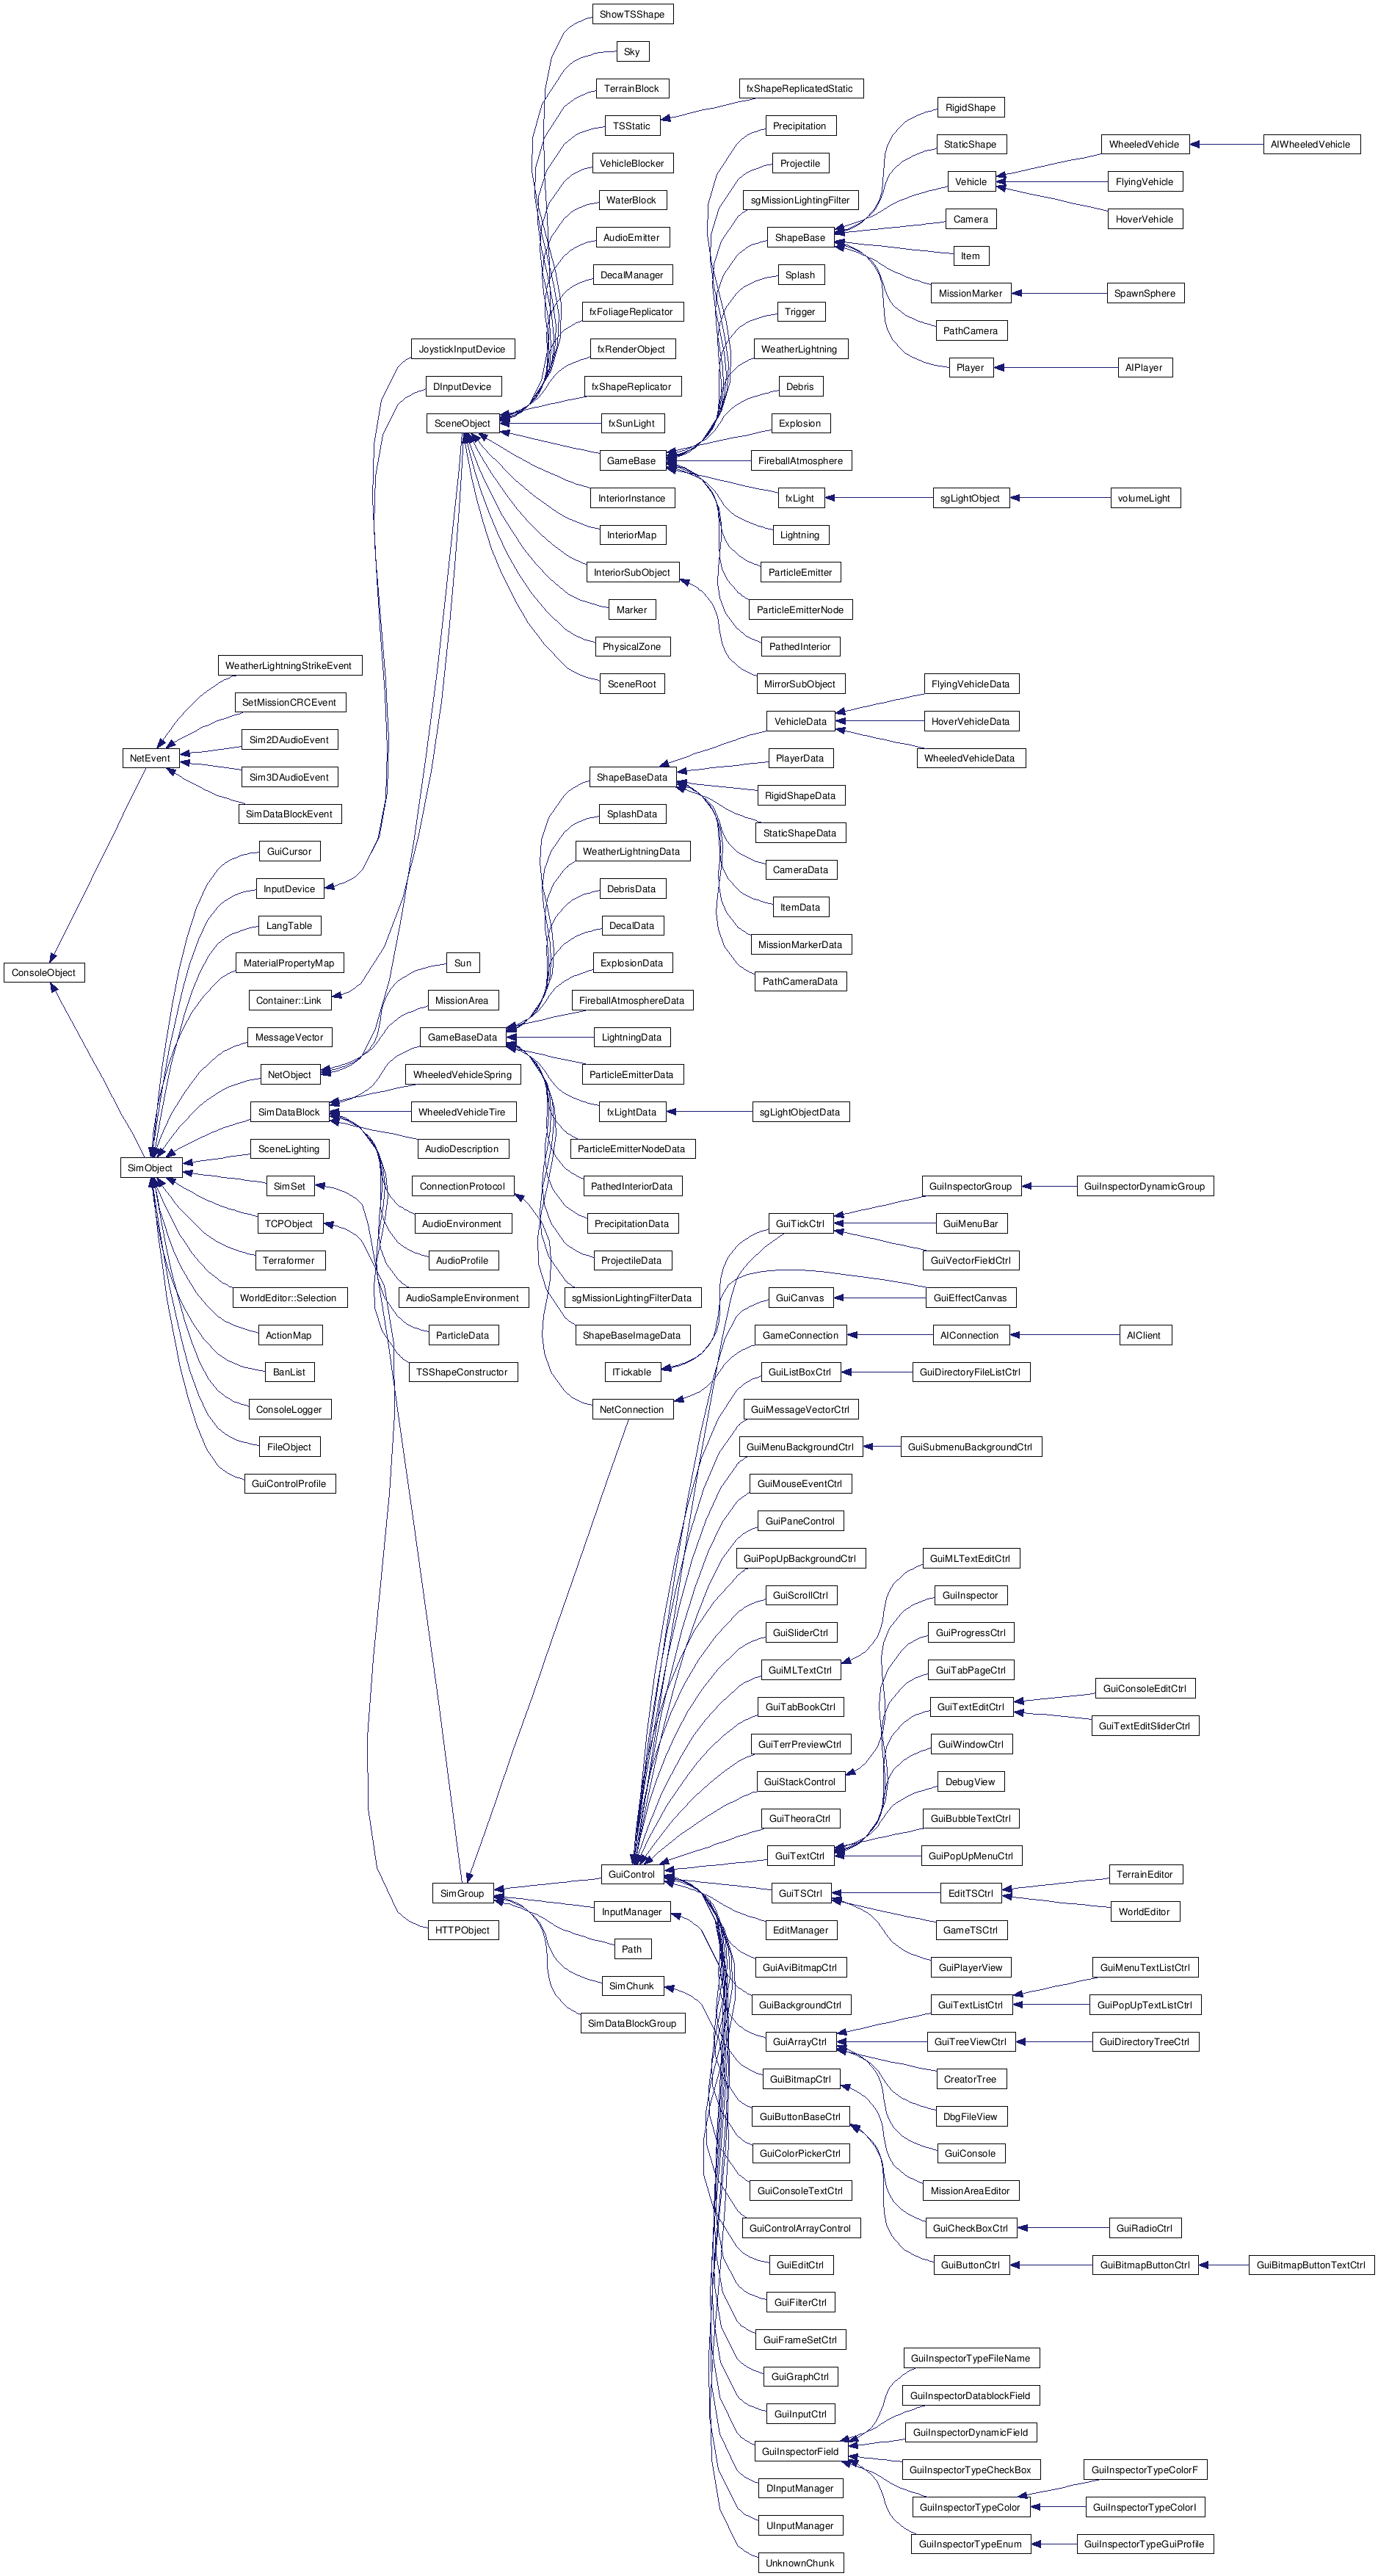 ShowTSShape
Sky
TerrainBlock
fxShapeReplicatedStatic
TSStatic
Precipitation
RigidShape
VehicleBlocker
Projectile
StaticShape
WheeledVehicle
AIWheeledVehicle
WaterBlock
sgMissionLightingFilter
Vehicle
FlyingVehicle
AudioEmitter
ShapeBase
Camera
HoverVehicle
DecalManager
Splash
Item
fxFoliageReplicator
Trigger
MissionMarker
SpawnSphere
JoystickInputDevice
fxRenderObject
WeatherLightning
PathCamera
DInputDevice
fxShapeReplicator
Debris
Player
AIPlayer
SceneObject
fxSunLight
Explosion
GameBase
FireballAtmosphere
InteriorInstance
fxLight
sgLightObject
volumeLight
InteriorMap
Lightning
InteriorSubObject
ParticleEmitter
Marker
ParticleEmitterNode
PhysicalZone
PathedInterior
WeatherLightningStrikeEvent
SceneRoot
MirrorSubObject
FlyingVehicleData
SetMissionCRCEvent
VehicleData
HoverVehicleData
Sim2DAudioEvent
NetEvent
PlayerData
WheeledVehicleData
Sim3DAudioEvent
ShapeBaseData
RigidShapeData
SimDataBlockEvent
SplashData
StaticShapeData
GuiCursor
WeatherLightningData
CameraData
InputDevice
DebrisData
ItemData
LangTable
DecalData
MissionMarkerData
ConsoleObject
MaterialPropertyMap
Sun
ExplosionData
PathCameraData
Container::Link
MissionArea
FireballAtmosphereData
MessageVector
GameBaseData
LightningData
NetObject
WheeledVehicleSpring
ParticleEmitterData
SimDataBlock
WheeledVehicleTire
fxLightData
sgLightObjectData
SceneLighting
AudioDescription
ParticleEmitterNodeData
SimObject
SimSet
ConnectionProtocol
PathedInteriorData
GuiInspectorGroup
GuiInspectorDynamicGroup
TCPObject
AudioEnvironment
PrecipitationData
GuiTickCtrl
GuiMenuBar
Terraformer
AudioProfile
ProjectileData
GuiVectorFieldCtrl
WorldEditor::Selection
AudioSampleEnvironment
sgMissionLightingFilterData
GuiCanvas
GuiEffectCanvas
ActionMap
ParticleData
ShapeBaseImageData
GameConnection
AIConnection
AIClient
BanList
TSShapeConstructor
ITickable
GuiListBoxCtrl
GuiDirectoryFileListCtrl
ConsoleLogger
NetConnection
GuiMessageVectorCtrl
FileObject
GuiMenuBackgroundCtrl
GuiSubmenuBackgroundCtrl
GuiControlProfile
GuiMouseEventCtrl
GuiPaneControl
GuiPopUpBackgroundCtrl
GuiMLTextEditCtrl
GuiScrollCtrl
GuiInspector
GuiSliderCtrl
GuiProgressCtrl
GuiMLTextCtrl
GuiTabPageCtrl
GuiConsoleEditCtrl
GuiTabBookCtrl
GuiTextEditCtrl
GuiTextEditSliderCtrl
GuiTerrPreviewCtrl
GuiWindowCtrl
GuiStackControl
DebugView
GuiTheoraCtrl
GuiBubbleTextCtrl
GuiTextCtrl
GuiPopUpMenuCtrl
GuiControl
TerrainEditor
SimGroup
GuiTSCtrl
EditTSCtrl
InputManager
WorldEditor
HTTPObject
EditManager
GameTSCtrl
Path
GuiAviBitmapCtrl
GuiPlayerView
GuiMenuTextListCtrl
SimChunk
GuiBackgroundCtrl
GuiTextListCtrl
GuiPopUpTextListCtrl
SimDataBlockGroup
GuiArrayCtrl
GuiTreeViewCtrl
GuiDirectoryTreeCtrl
GuiBitmapCtrl
CreatorTree
GuiButtonBaseCtrl
DbgFileView
GuiColorPickerCtrl
GuiConsole
GuiConsoleTextCtrl
MissionAreaEditor
GuiControlArrayControl
GuiCheckBoxCtrl
GuiRadioCtrl
GuiEditCtrl
GuiButtonCtrl
GuiBitmapButtonCtrl
GuiBitmapButtonTextCtrl
GuiFilterCtrl
GuiFrameSetCtrl
GuiInspectorTypeFileName
GuiGraphCtrl
GuiInspectorDatablockField
GuiInputCtrl
GuiInspectorDynamicField
GuiInspectorField
GuiInspectorTypeCheckBox
GuiInspectorTypeColorF
DInputManager
GuiInspectorTypeColor
GuiInspectorTypeColorI
UInputManager
GuiInspectorTypeEnum
GuiInspectorTypeGuiProfile
UnknownChunk